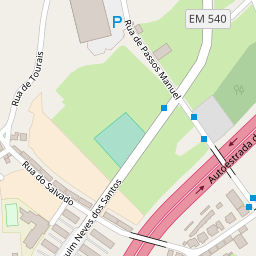 EM 540
P
Rua de Tourais
Rua de Passos Manuel
Autoestrada d
Rua do Salvado
uim Neves dos Santos